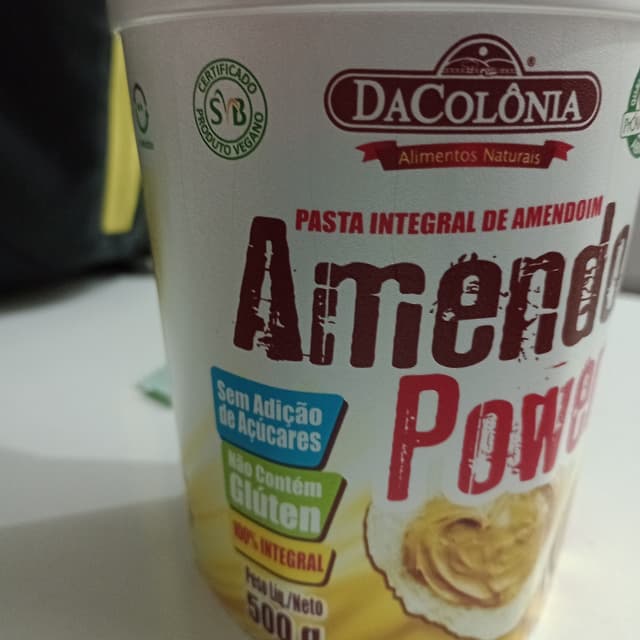 CERTIFICADO
SVB
PRODUTO VEGANO
DACOLÔNIA
®
Alimentos Naturais
PASTA INTEGRAL DE AMENDOIM
Amendo
Power
Sem Adição
de Açúcares
Não Contém
Glúten
100% INTEGRAL
Peso Líq./Neto
500 g